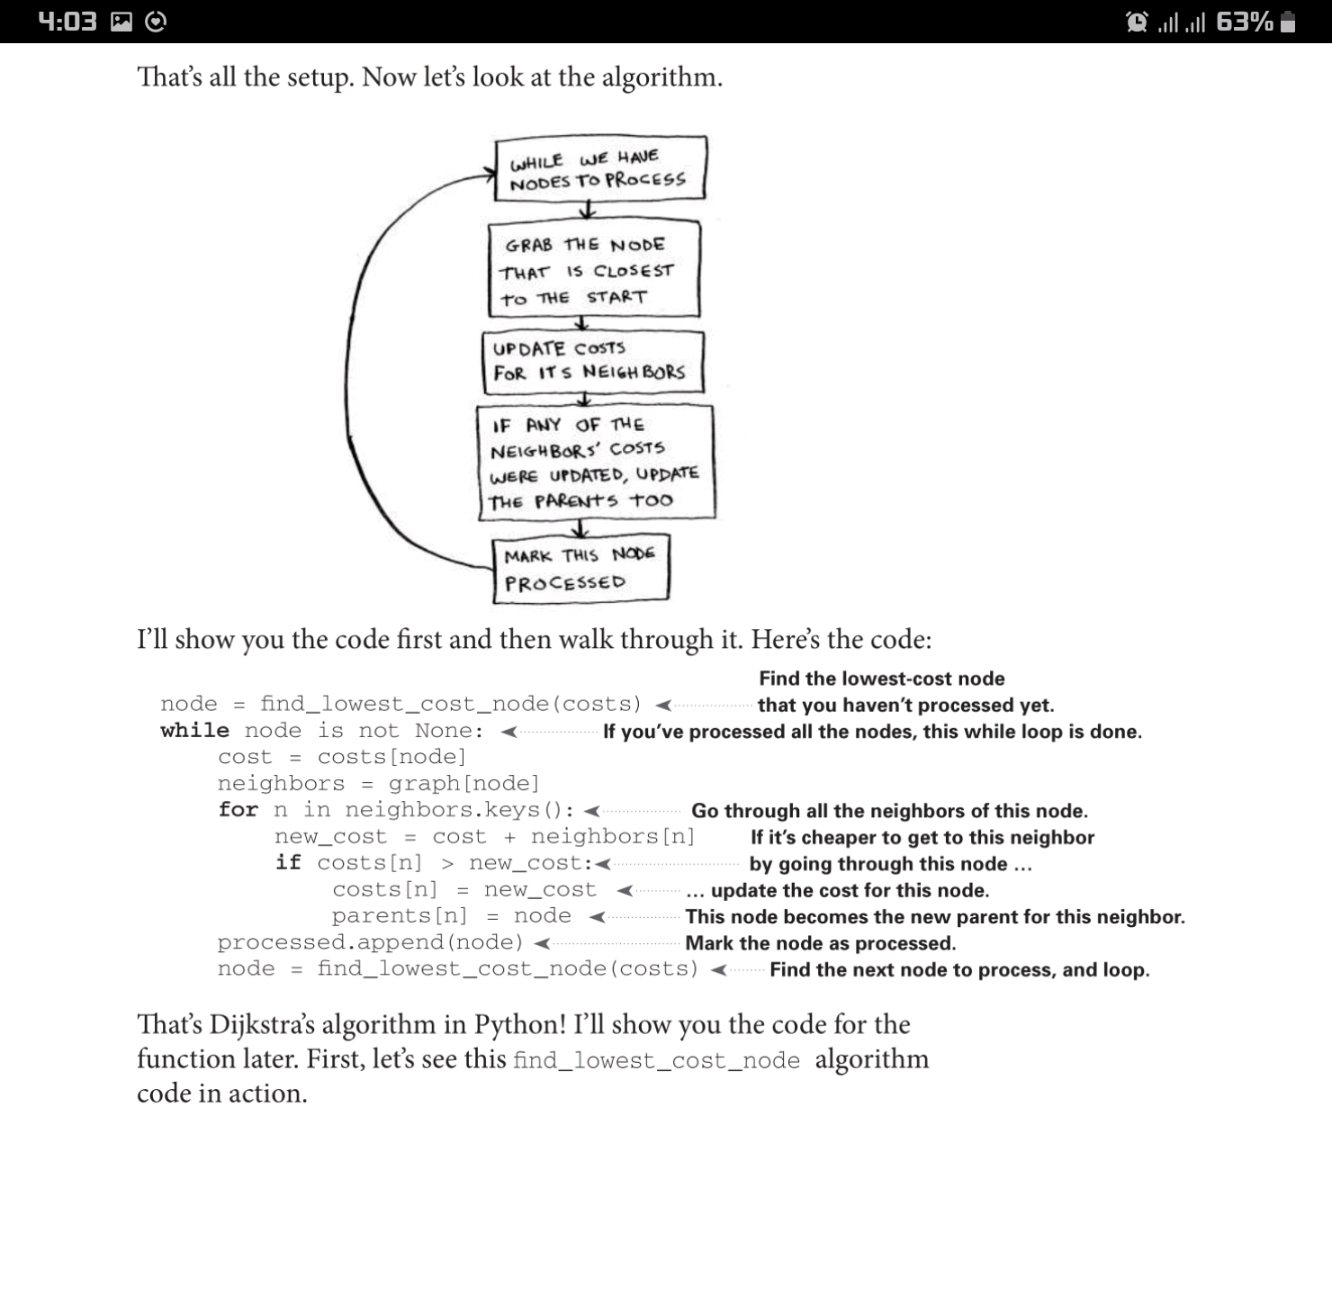 4:03
63%
That's all the setup. Now let's look at the algorithm.
WHILE WE HAVE
NODES TO PROCESS
GRAB THE NODE
THAT IS CLOSEST
TO THE START
UPDATE COSTS
FOR ITS NEIGHBORS
IF ANY OF THE
NEIGHBORS' COSTS
WERE UPDATED, UPDATE
THE PARENTS TOO
MARK THIS NODE
PROCESSED
I'll show you the code first and then walk through it. Here's the code:
Find the lowest-cost node
node = find_lowest_cost_node(costs) that you haven't processed yet.
while node is not None: If you've processed all the nodes, this while loop is done.
cost = costs[node]
neighbors = graph[node]
for n in neighbors.keys(): Go through all the neighbors of this node.
new_cost = cost + neighbors[n] If it's cheaper to get to this neighbor
if costs[n] > new_cost: by going through this node ...
costs[n] = new_cost ... update the cost for this node.
parents[n] = node This node becomes the new parent for this neighbor.
processed.append(node) Mark the node as processed.
node = find_lowest_cost_node(costs) Find the next node to process, and loop.
That's Dijkstra's algorithm in Python! I'll show you the code for the
function later. First, let's see this find_lowest_cost_node algorithm
code in action.